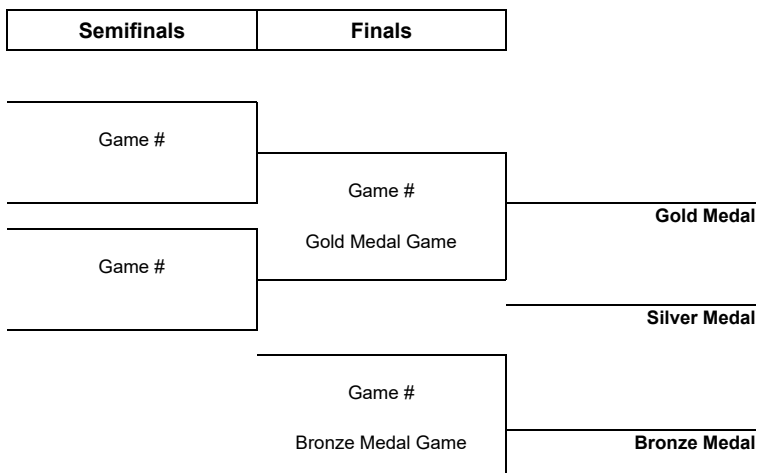 Semifinals Finals
Game #
Game #
Gold Medal
Gold Medal Game
Game #
Silver Medal
Game #
Bronze Medal Game Bronze Medal